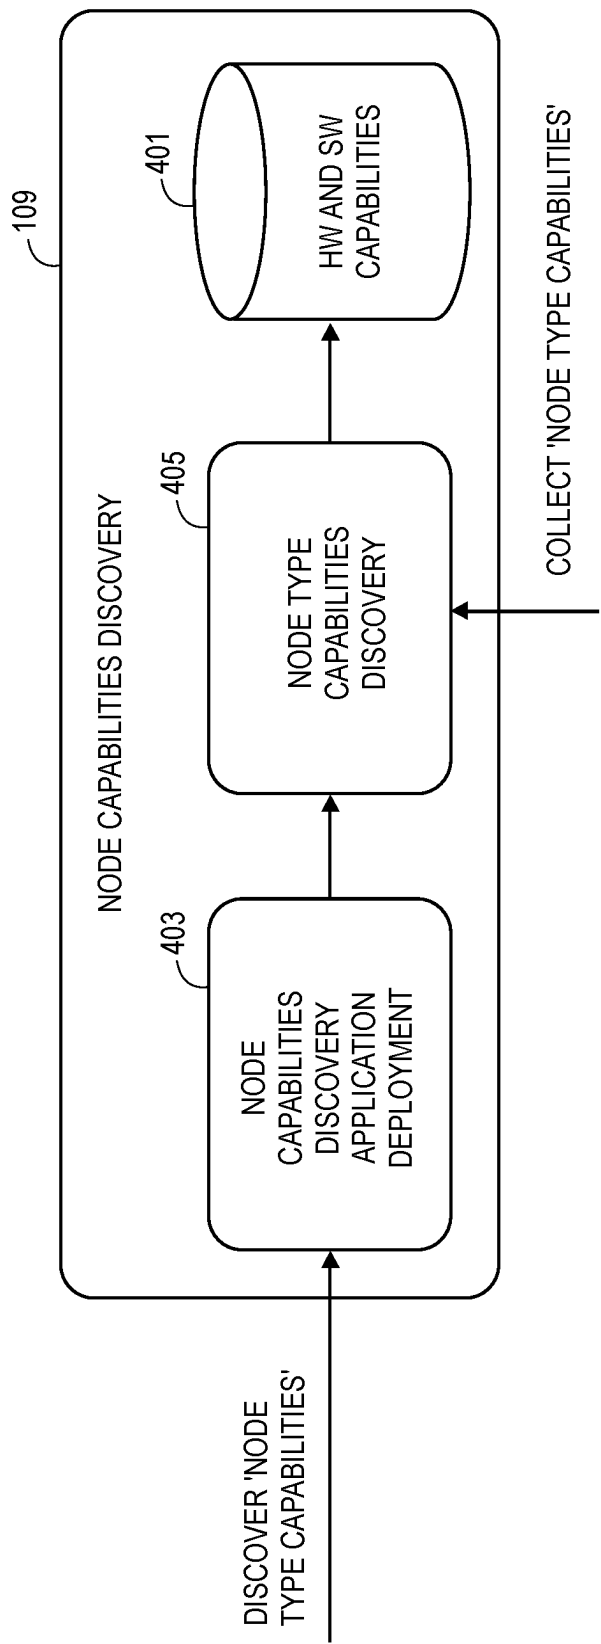 109
NODE CAPABILITIES DISCOVERY
403
NODE
CAPABILITIES
DISCOVERY
APPLICATION
DEPLOYMENT
405
NODE TYPE
CAPABILITIES
DISCOVERY
401
HW AND SW
CAPABILITIES
DISCOVER 'NODE
TYPE CAPABILITIES'
COLLECT 'NODE TYPE CAPABILITIES'